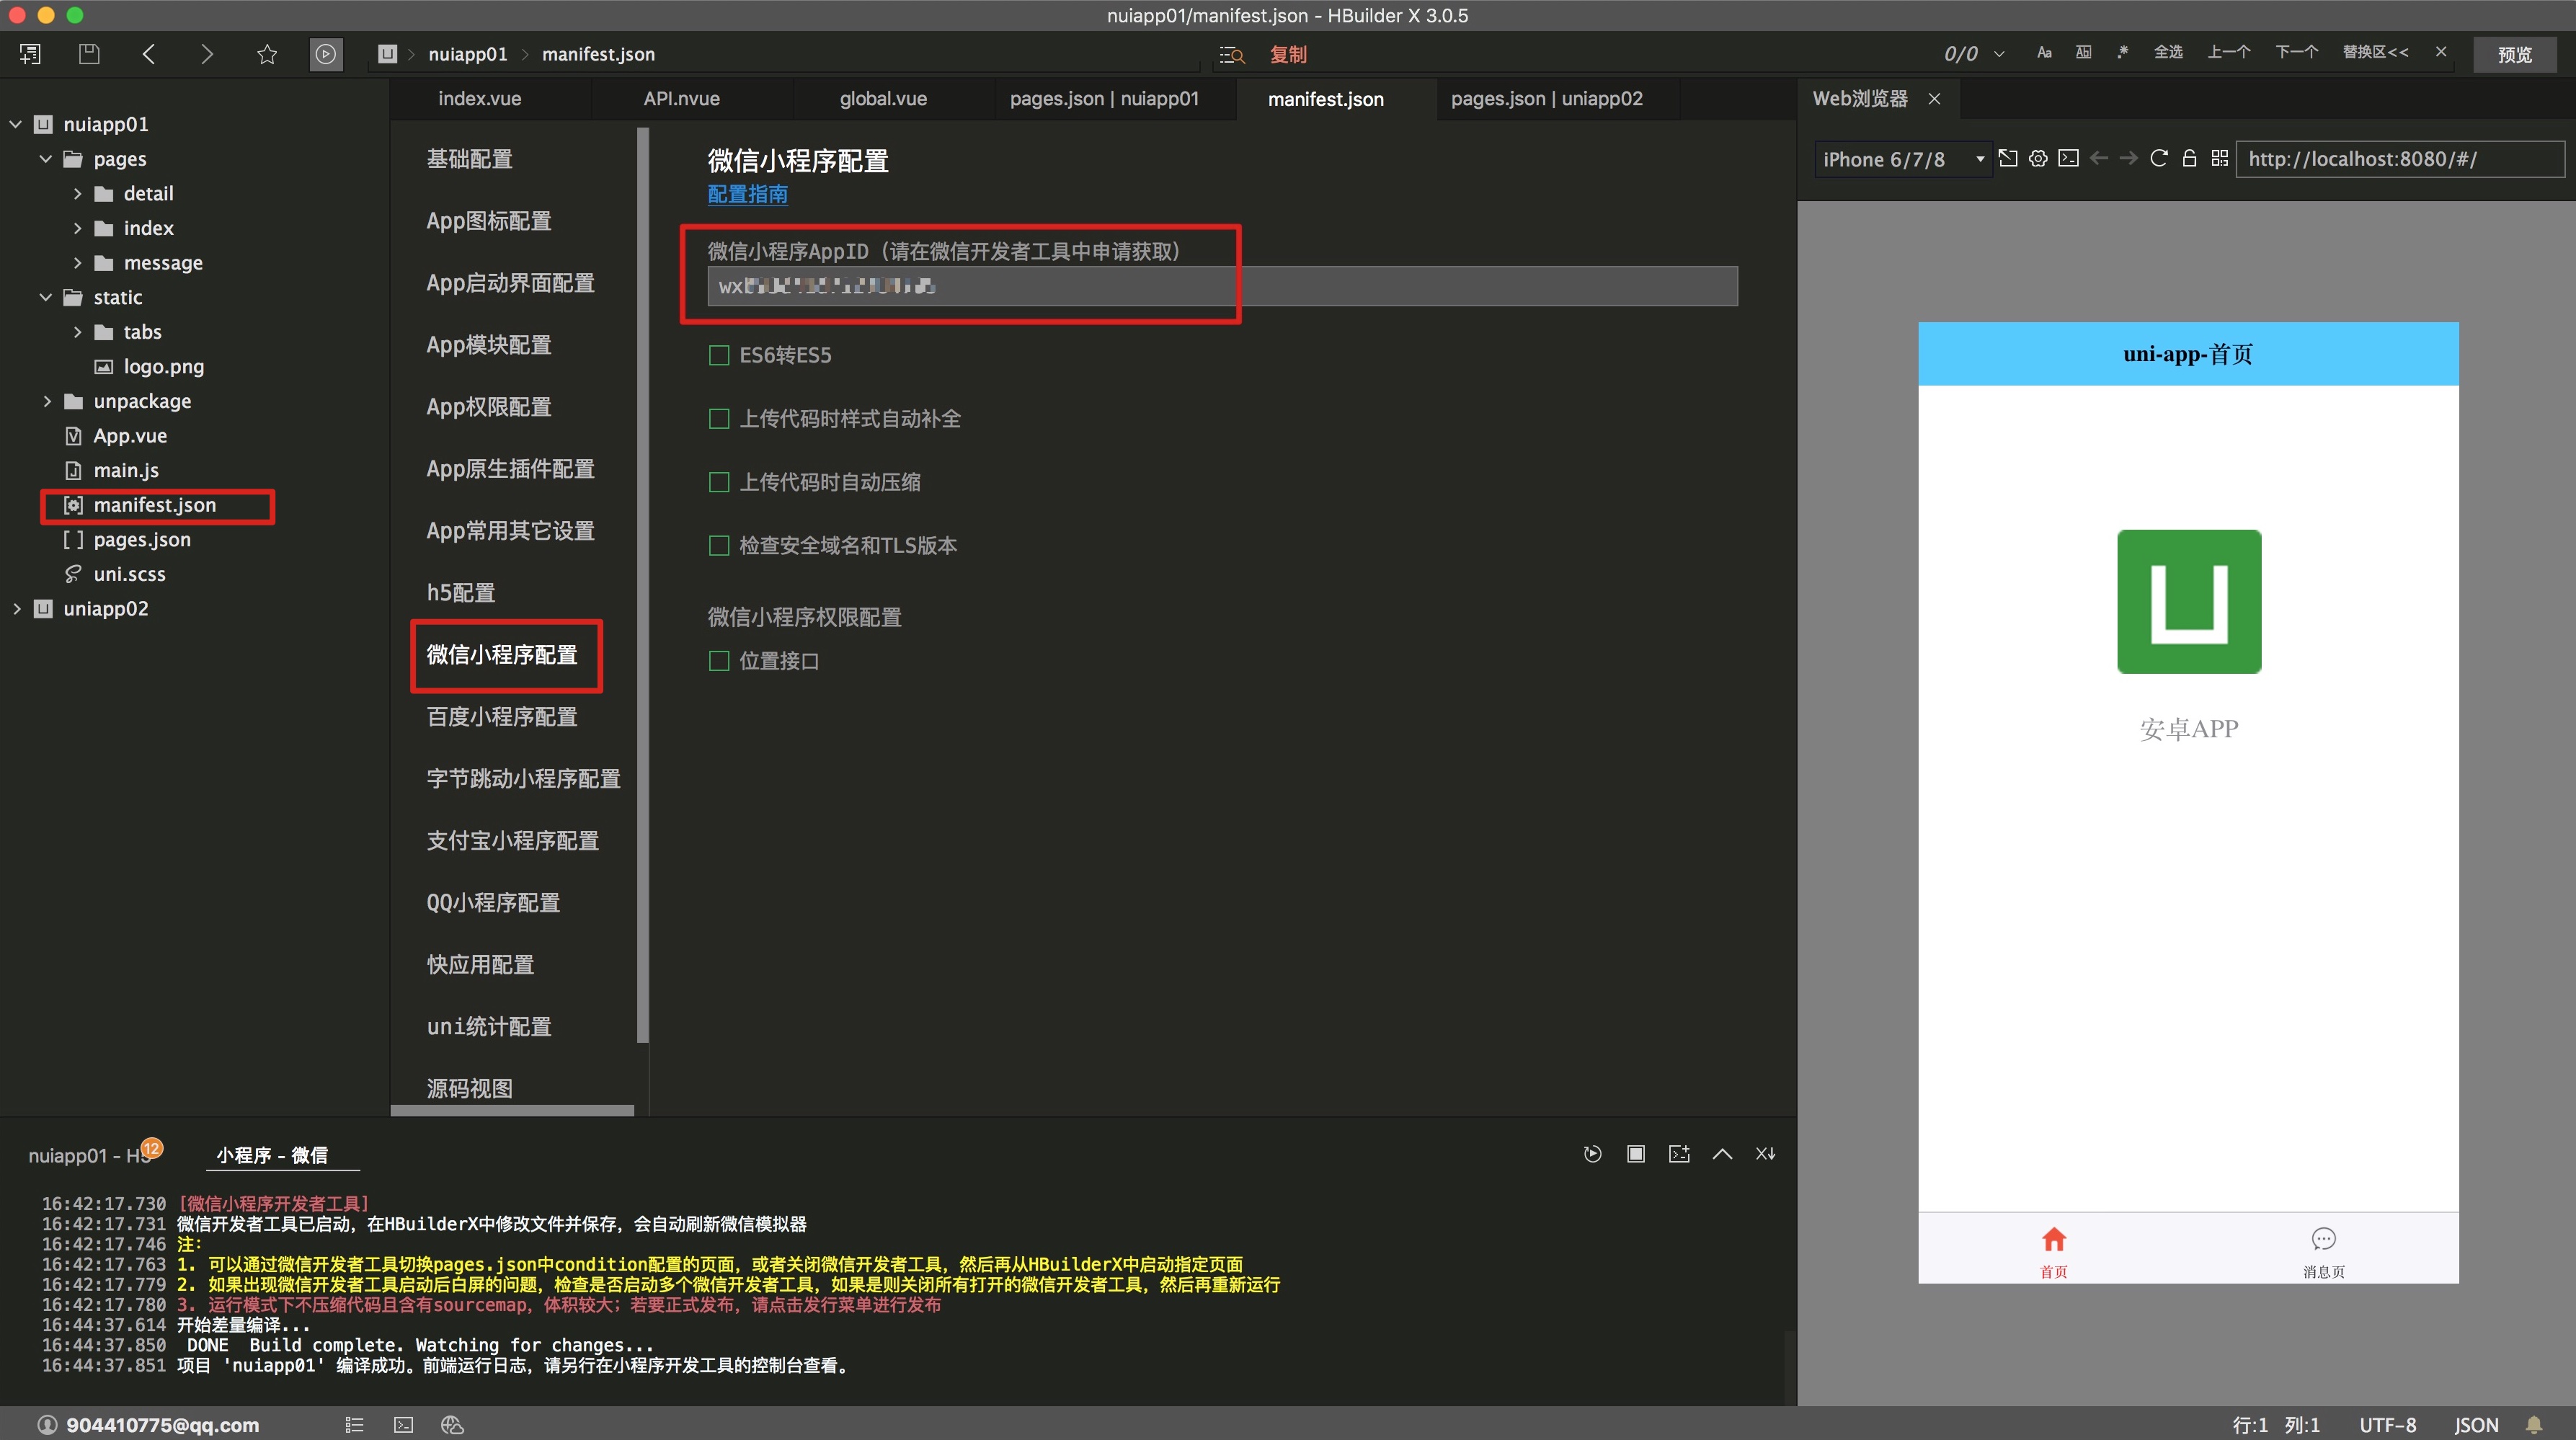 nuiapp01/manifest.json - HBuilder X 3.0.5
nuiapp01
manifest.json
复制
0/0
Aa
全选
上一个
下一个
替换区<<
预览
nuiapp01
pages
detail
index
message
static
tabs
logo.png
unpackage
App.vue
main.js
manifest.json
pages.json
uni.scss
uniapp02
index.vue
API.nvue
global.vue
pages.json | nuiapp01
manifest.json
pages.json | uniapp02
基础配置
App图标配置
App启动界面配置
App模块配置
App权限配置
App原生插件配置
App常用其它设置
h5配置
微信小程序配置
百度小程序配置
字节跳动小程序配置
支付宝小程序配置
QQ小程序配置
快应用配置
uni统计配置
源码视图
微信小程序配置
配置指南
微信小程序AppID（请在微信开发者工具中申请获取）
wx
ES6转ES5
上传代码时样式自动补全
上传代码时自动压缩
检查安全域名和TLS版本
微信小程序权限配置
位置接口
Web浏览器
iPhone 6/7/8
http://localhost:8080/#/
uni-app-首页
安卓APP
首页
消息页
nuiapp01 - H5
12
小程序 - 微信
16:42:17.730 [微信小程序开发者工具]
16:42:17.731 微信开发者工具已启动，在HBuilderX中修改文件并保存，会自动刷新微信模拟器
16:42:17.746 注：
16:42:17.763 1. 可以通过微信开发者工具切换pages.json中condition配置的页面，或者关闭微信开发者工具，然后再从HBuilderX中启动指定页面
16:42:17.779 2. 如果出现微信开发者工具启动后白屏的问题，检查是否启动多个微信开发者工具，如果是则关闭所有打开的微信开发者工具，然后再重新运行
16:42:17.780 3. 运行模式下不压缩代码且含有sourcemap，体积较大；若要正式发布，请点击发行菜单进行发布
16:44:37.614 开始差量编译...
16:44:37.850 DONE Build complete. Watching for changes...
16:44:37.851 项目 'nuiapp01' 编译成功。前端运行日志，请另行在小程序开发工具的控制台查看。
904410775@qq.com
行:1 列:1
UTF-8
JSON